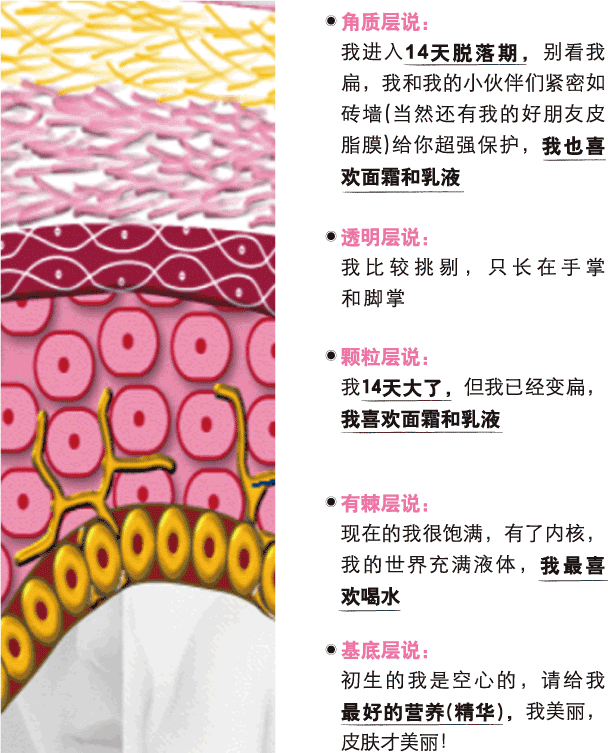 角质层说：
我进入14天脱落期，别看我
扁，我和我的小伙伴们紧密如
砖墙(当然还有我的好朋友皮
脂膜)给你超强保护，我也喜
欢面霜和乳液
透明层说：
我比较挑剔，只长在手掌
和脚掌
颗粒层说：
我14天大了，但我已经变扁，
我喜欢面霜和乳液
有棘层说：
现在的我很饱满，有了内核，
我的世界充满液体，我最喜
欢喝水
基底层说：
初生的我是空心的，请给我
最好的营养(精华)，我美丽，
皮肤才美丽！